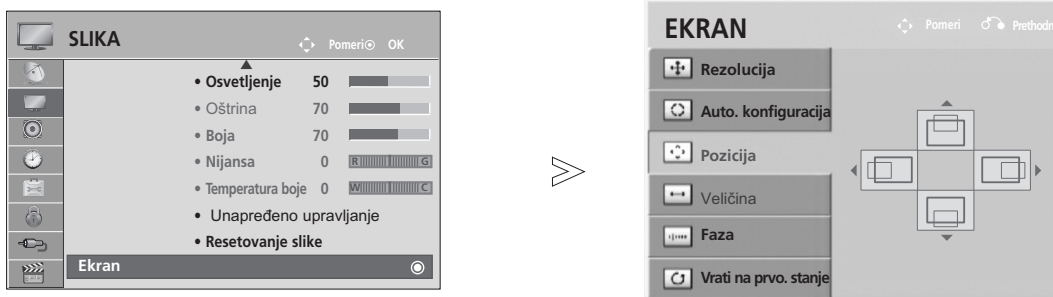 SLIKA
Pomeri OK
• Osvetljenje 50
• Oštrina 70
• Boja 70
• Nijansa 0 R G
• Temperatura boje 0 W C
• Unapređeno upravljanje
• Resetovanje slike
Ekran
EKRAN
Pomeri Prethodn
Rezolucija
Auto. konfiguracija
Pozicija
Veličina
Faza
Vrati na prvo. stanje